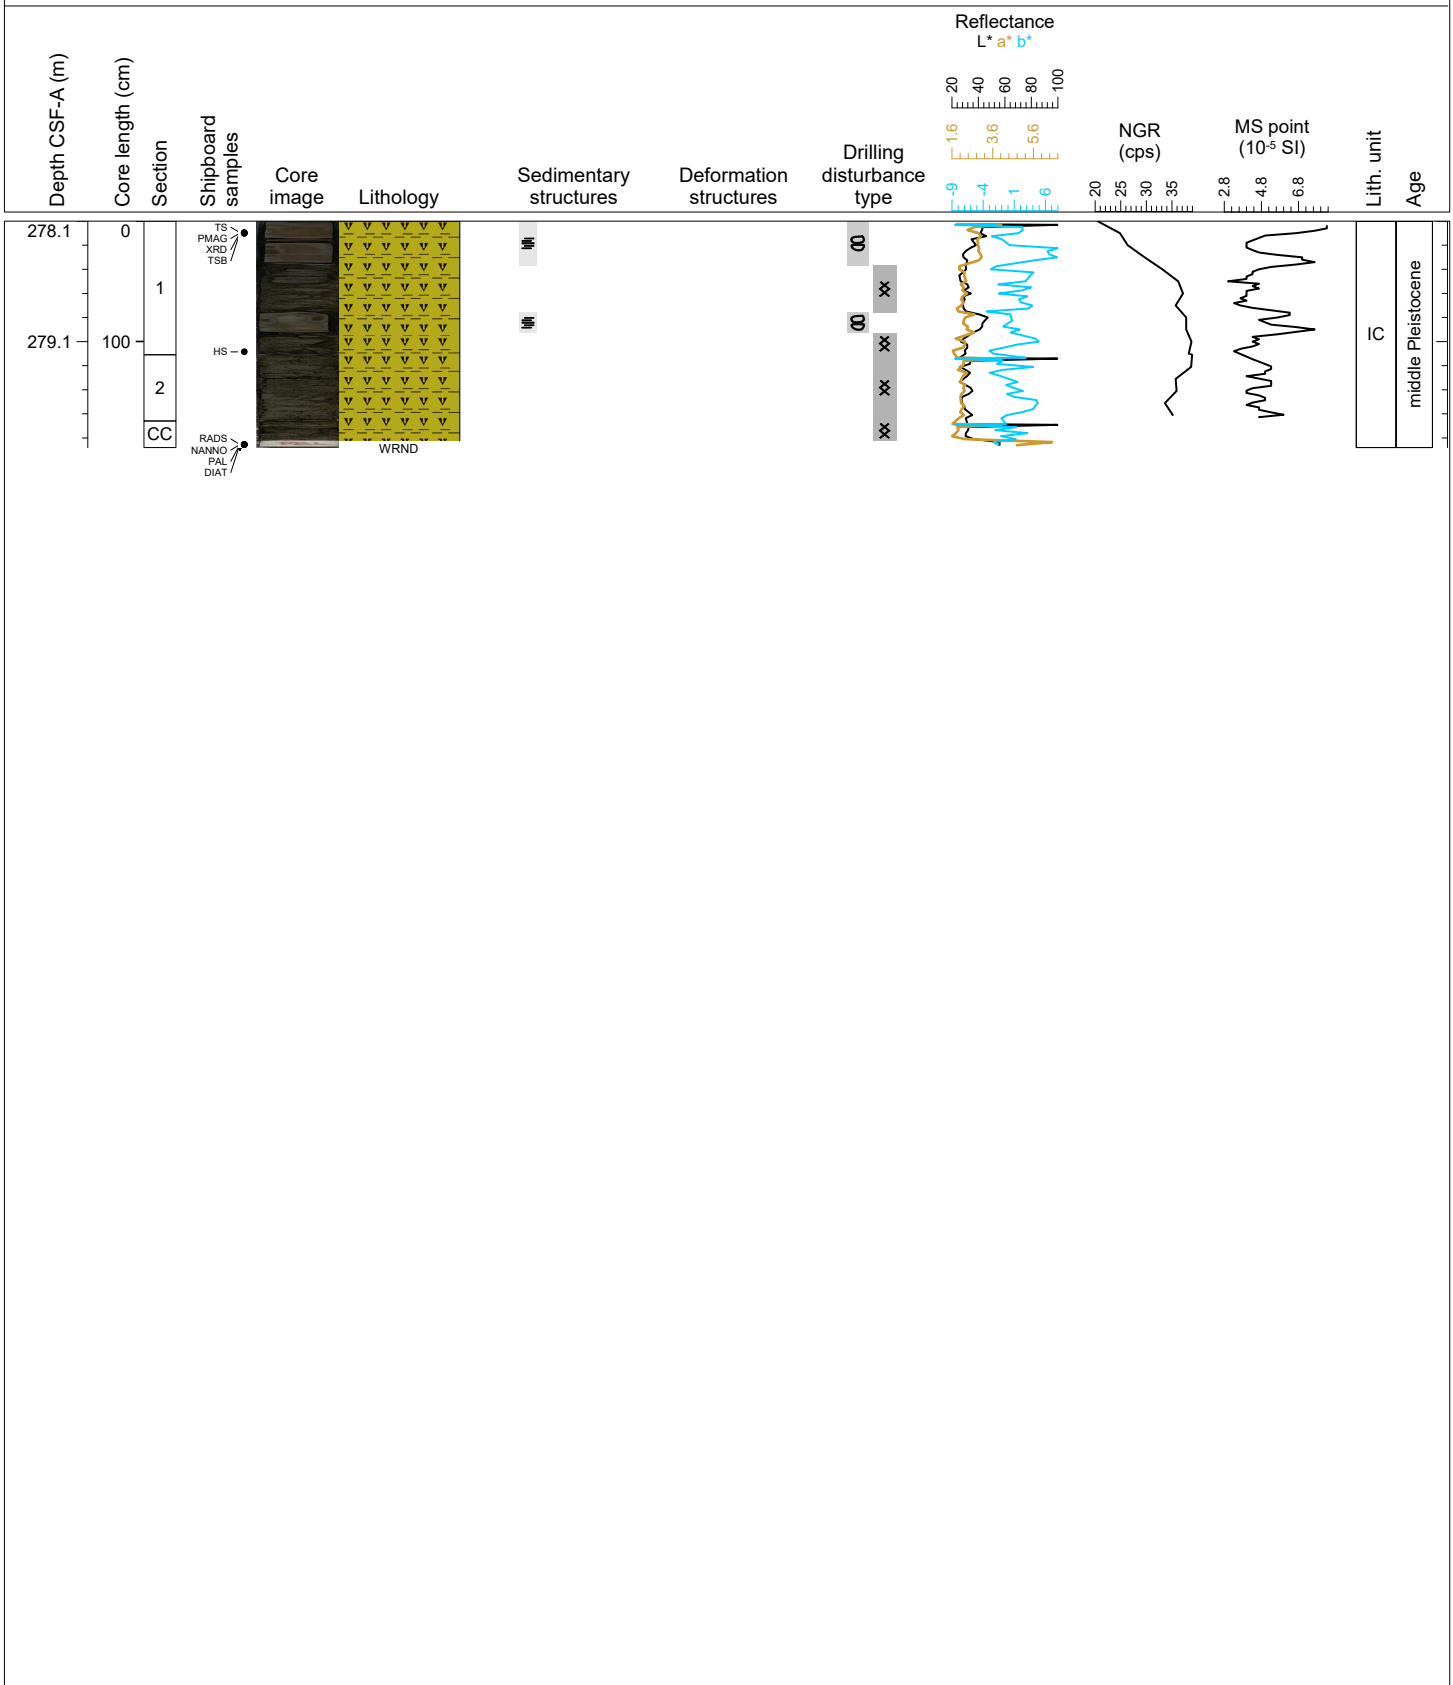 Depth CSF-A (m)
Core length (cm)
Section
Shipboard
samples
Core
image
Lithology
Sedimentary
structures
Deformation
structures
Drilling
disturbance
type
Reflectance
L* a* b*
20 40 60 80 100
1.6 3.6 5.6
-9 -4 1 6
NGR
(cps)
20 25 30 35
MS point
(10-5 SI)
2.8 4.8 6.8
Lith. unit
Age
278.1
279.1
0
100
1
2
CC
TS
PMAG
XRD
TSB
HS
RADS
NANNO
PAL
DIAT
WRND
IC
middle Pleistocene